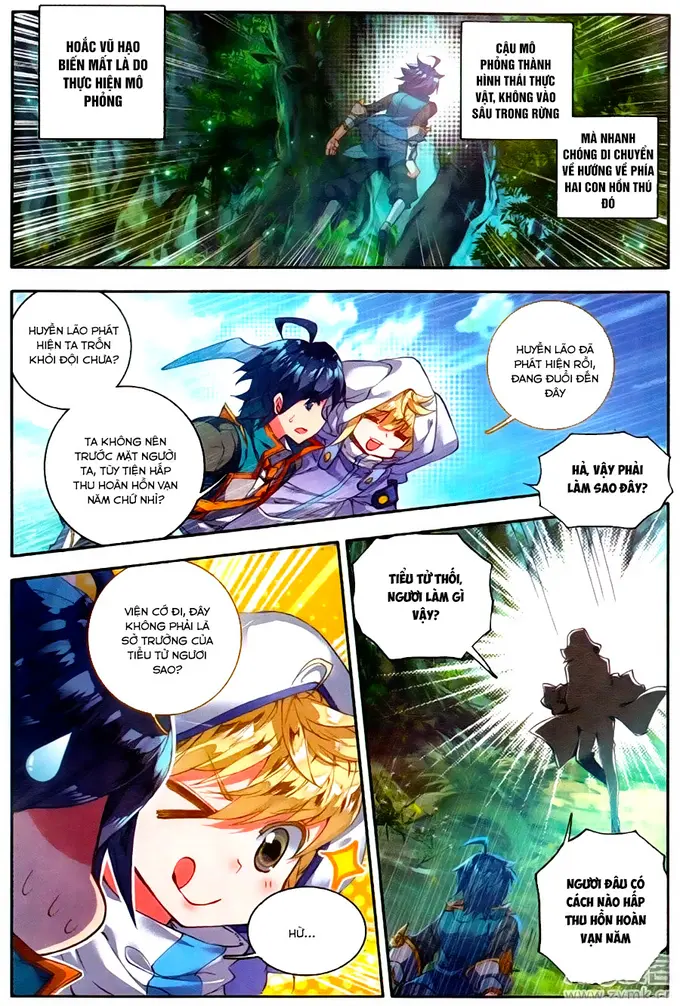 HOẮC VŨ HẠO
BIẾN MẤT LÀ DO
THỰC HIỆN MÔ
PHỎNG
CẬU MÔ
PHỎNG THÀNH
HÌNH THÁI THỰC
VẬT, KHÔNG VÀO
SÂU TRONG RỪNG
MÀ NHANH
CHÓNG DI CHUYỂN
VỀ HƯỚNG VỀ PHÍA
HAI CON HỒN THÚ
ĐÓ
HUYỀN LÃO PHÁT
HIỆN TA TRỐN
KHỎI ĐỘI CHƯA?
HUYỀN LÃO ĐÃ
PHÁT HIỆN RỒI,
ĐANG ĐUỔI ĐẾN
ĐÂY
TA KHÔNG NÊN
TRƯỚC MẶT NGƯỜI
TA, TÙY TIỆN HẤP
THU HOÀN HỒN VẠN
NĂM CHỨ NHỈ?
HẢ, VẬY PHẢI
LÀM SAO ĐÂY?
VIỆN CỚ ĐI, ĐÂY
KHÔNG PHẢI LÀ
SỞ TRƯỜNG CỦA
TIỂU TỬ NGƯƠI
SAO?
HỪ...
TIỂU TỬ THỐI,
NGƯƠI LÀM GÌ
VẬY?
NGƯƠI ĐÂU CÓ
CÁCH NÀO HẤP
THU HỒN HOÀN
VẠN NĂM